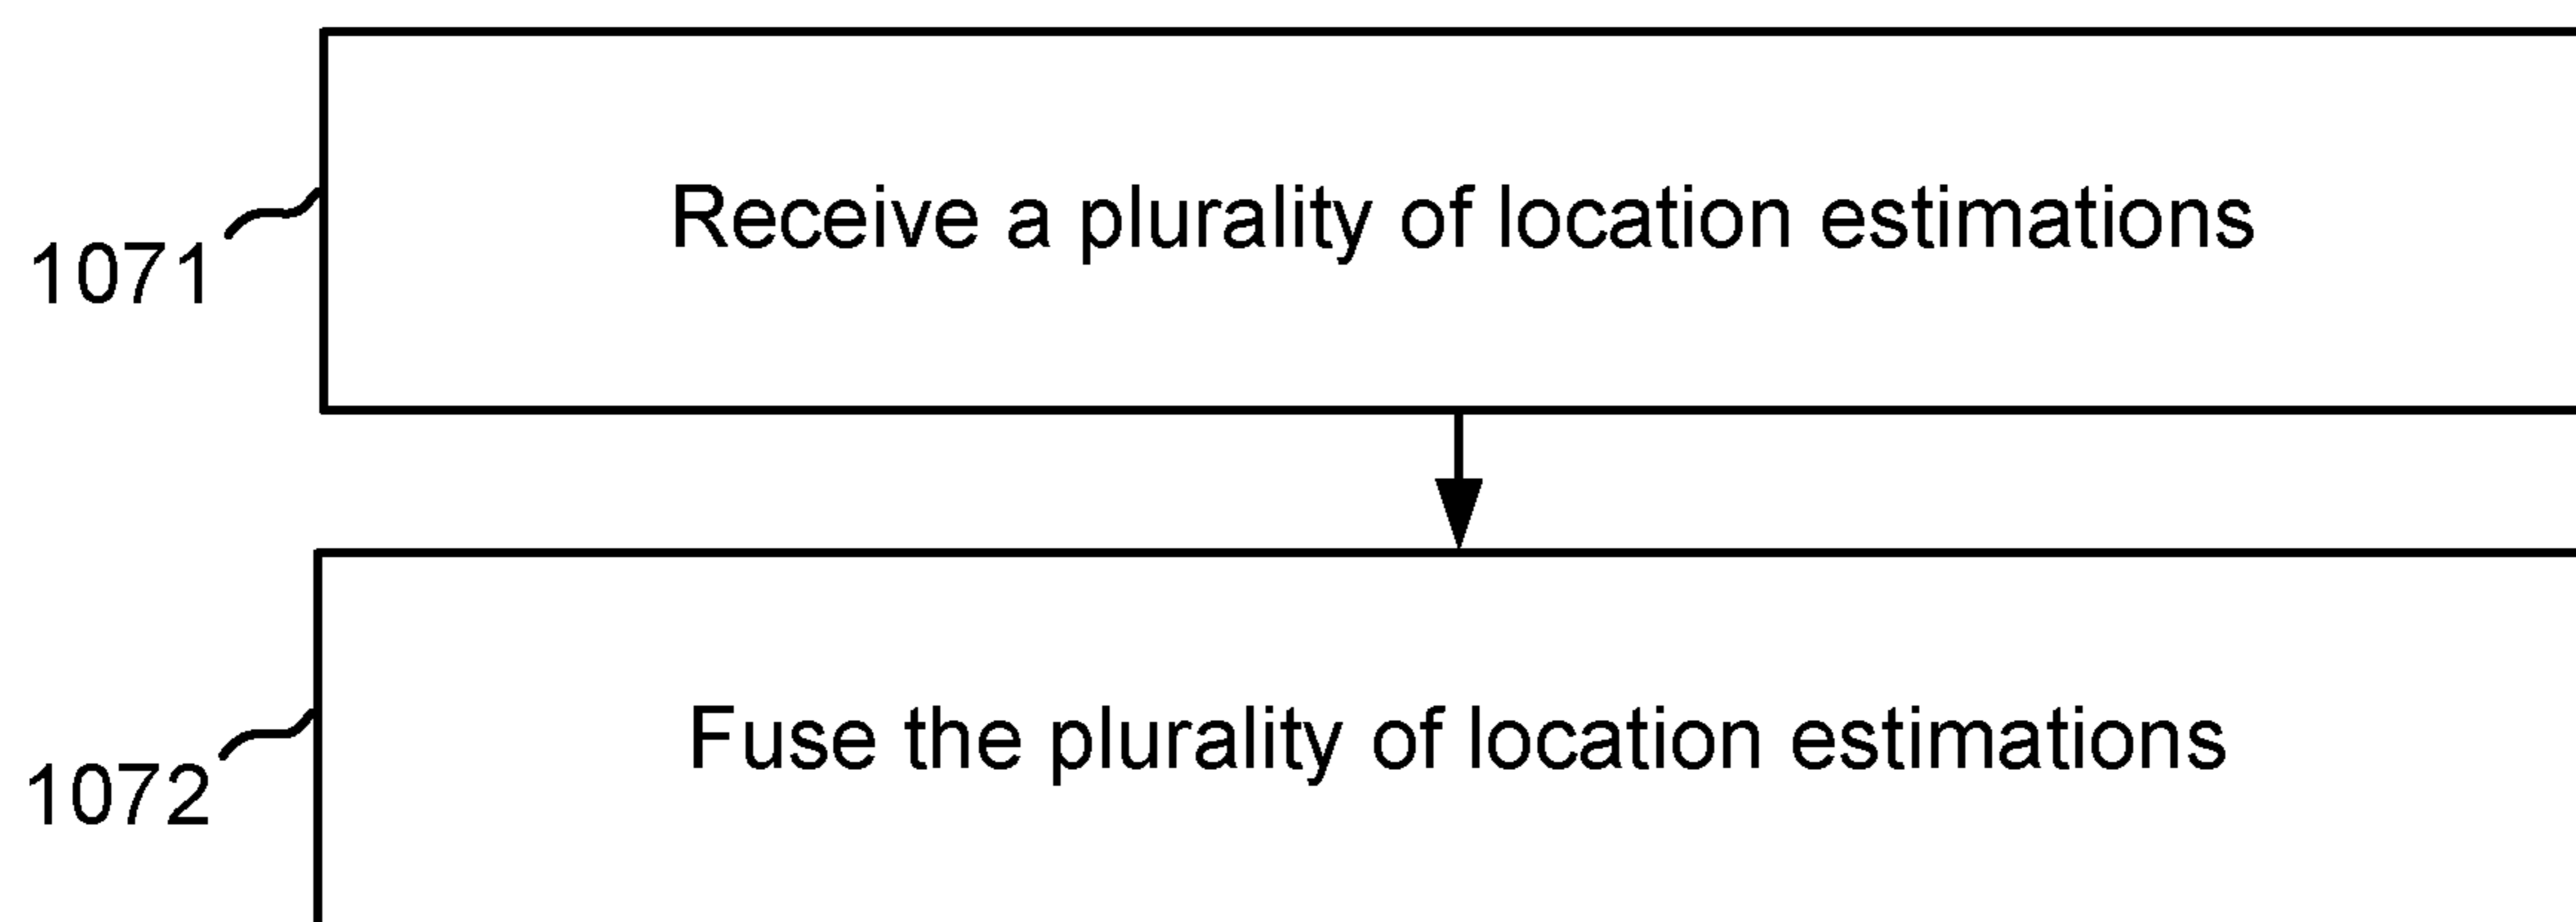 Receive a plurality of location estimations
1071
Fuse the plurality of location estimations
1072